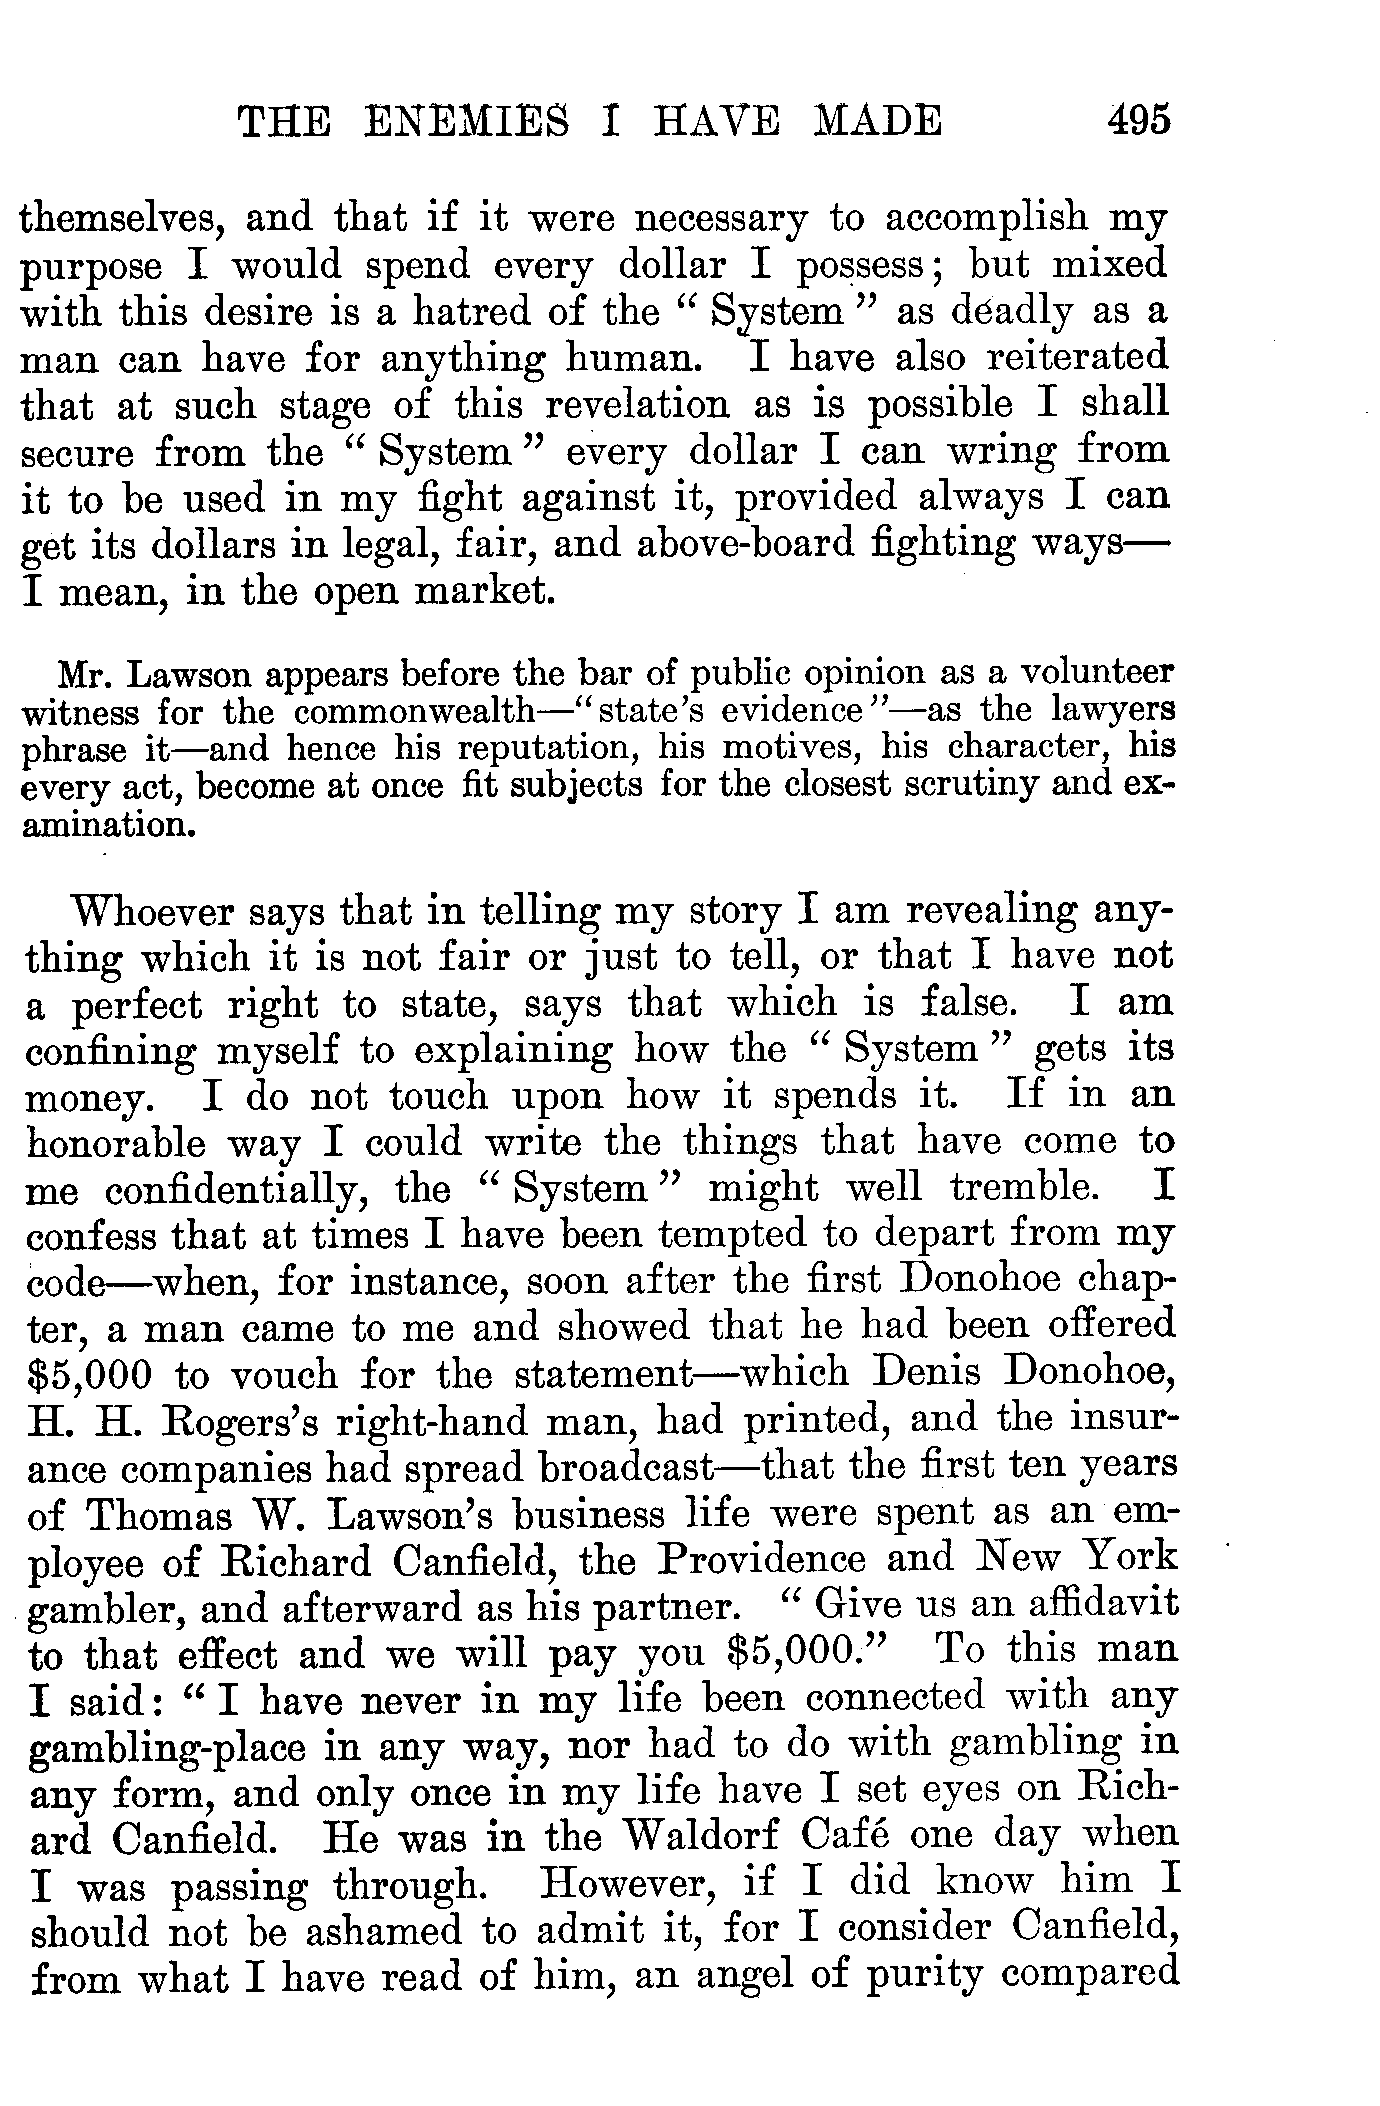 THE ENEMIES I HAVE MADE 495
themselves, and that if it were necessary to accomplish my
purpose I would spend every dollar I possess; but mixed
with this desire is a hatred of the “ System ” as deadly as a
man can have for anything human. I have also reiterated
that at such stage of this revelation as is possible I shall
secure from the “ System ” every dollar I can wring from
it to be used in my fight against it, provided always I can
get its dollars in legal, fair, and above-board fighting ways—
I mean, in the open market.
Mr. Lawson appears before the bar of public opinion as a volunteer
witness for the commonwealth—“state’s evidence”—as the lawyers
phrase it—and hence his reputation, his motives, his character, his
every act, become at once fit subjects for the closest scrutiny and ex-
amination.
Whoever says that in telling my story I am revealing any-
thing which it is not fair or just to tell, or that I have not
a perfect right to state, says that which is false. I am
confining myself to explaining how the “ System ” gets its
money. I do not touch upon how it spends it. If in an
honorable way I could write the things that have come to
me confidentially, the “ System ” might well tremble. I
confess that at times I have been tempted to depart from my
code—when, for instance, soon after the first Donohoe chap-
ter, a man came to me and showed that he had been offered
$5,000 to vouch for the statement—which Denis Donohoe,
H. H. Rogers’s right-hand man, had printed, and the insur-
ance companies had spread broadcast—that the first ten years
of Thomas W. Lawson’s business life were spent as an em-
ployee of Richard Canfield, the Providence and New York
gambler, and afterward as his partner. “ Give us an affidavit
to that effect and we will pay you $5,000.” To this man
I said: “ I have never in my life been connected with any
gambling-place in any way, nor had to do with gambling in
any form, and only once in my life have I set eyes on Rich-
ard Canfield. He was in the Waldorf Café one day when
I was passing through. However, if I did know him I
should not be ashamed to admit it, for I consider Canfield,
from what I have read of him, an angel of purity compared